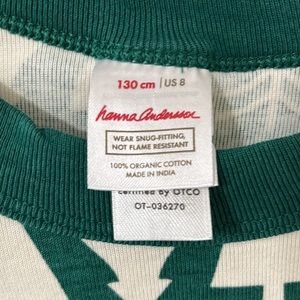 130 cm | US 8
hanna andersson
WEAR SNUG-FITTING,
NOT FLAME RESISTANT
100% ORGANIC COTTON
MADE IN INDIA
certified by OTCO
OT-036270